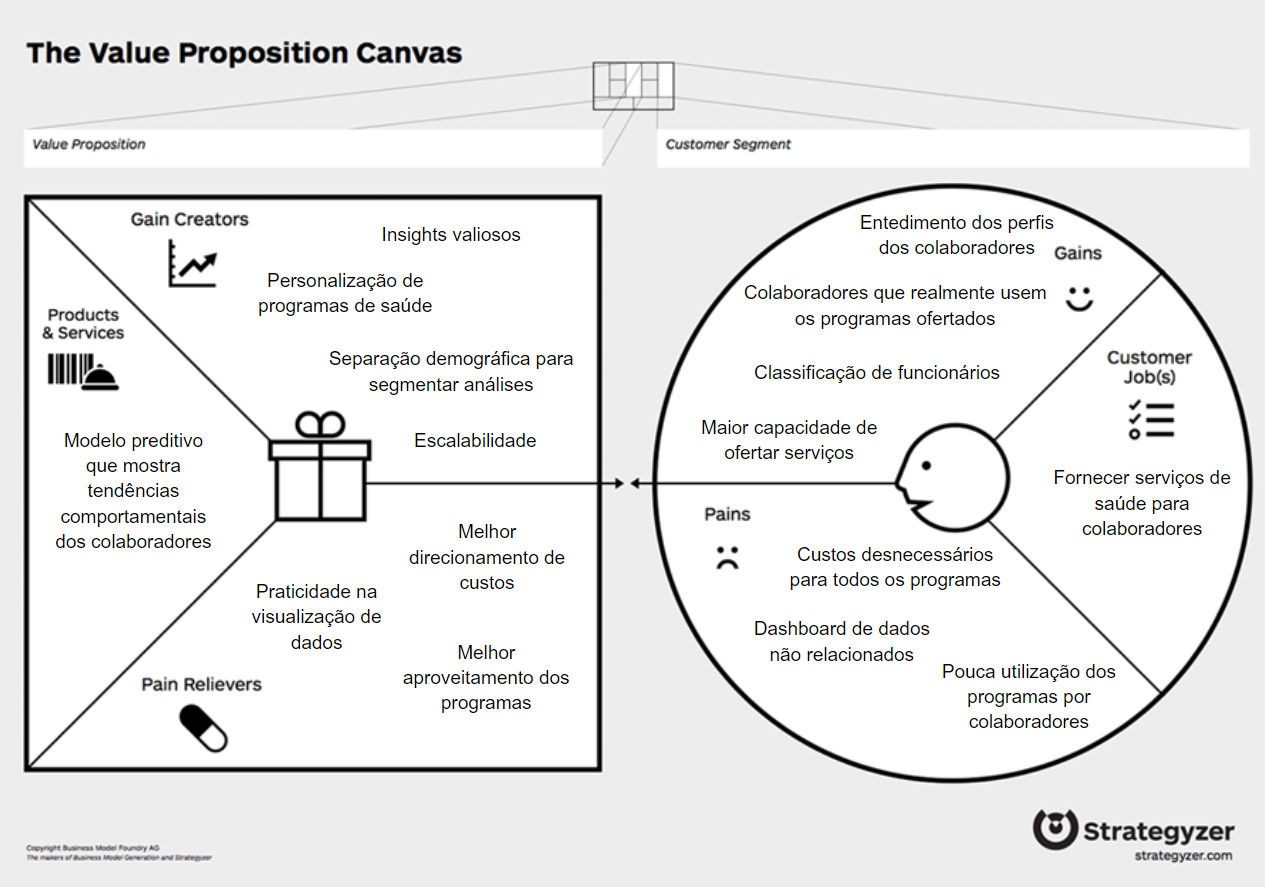 The Value Proposition Canvas
Value Proposition
Customer Segment
Gain Creators
Insights valiosos
Personalização de
programas de saúde
Separação demográfica para
segmentar análises
Escalabilidade
Products
& Services
Modelo preditivo
que mostra
tendências
comportamentais
dos colaboradores
Melhor
direcionamento de
custos
Praticidade na
visualização de
dados
Melhor
aproveitamento dos
programas
Pain Relievers
Entedimento dos perfis
dos colaboradores
Gains
Colaboradores que realmente usem
os programas ofertados
Classificação de funcionários
Maior capacidade de
ofertar serviços
Customer
Job(s)
Fornecer serviços de
saúde para
colaboradores
Pains
Custos desnecessários
para todos os programas
Dashboard de dados
não relacionados
Pouca utilização dos
programas por
colaboradores
Copyright Business Model Foundry AG
The makers of Business Model Generation and Strategyzer
Strategyzer
strategyzer.com